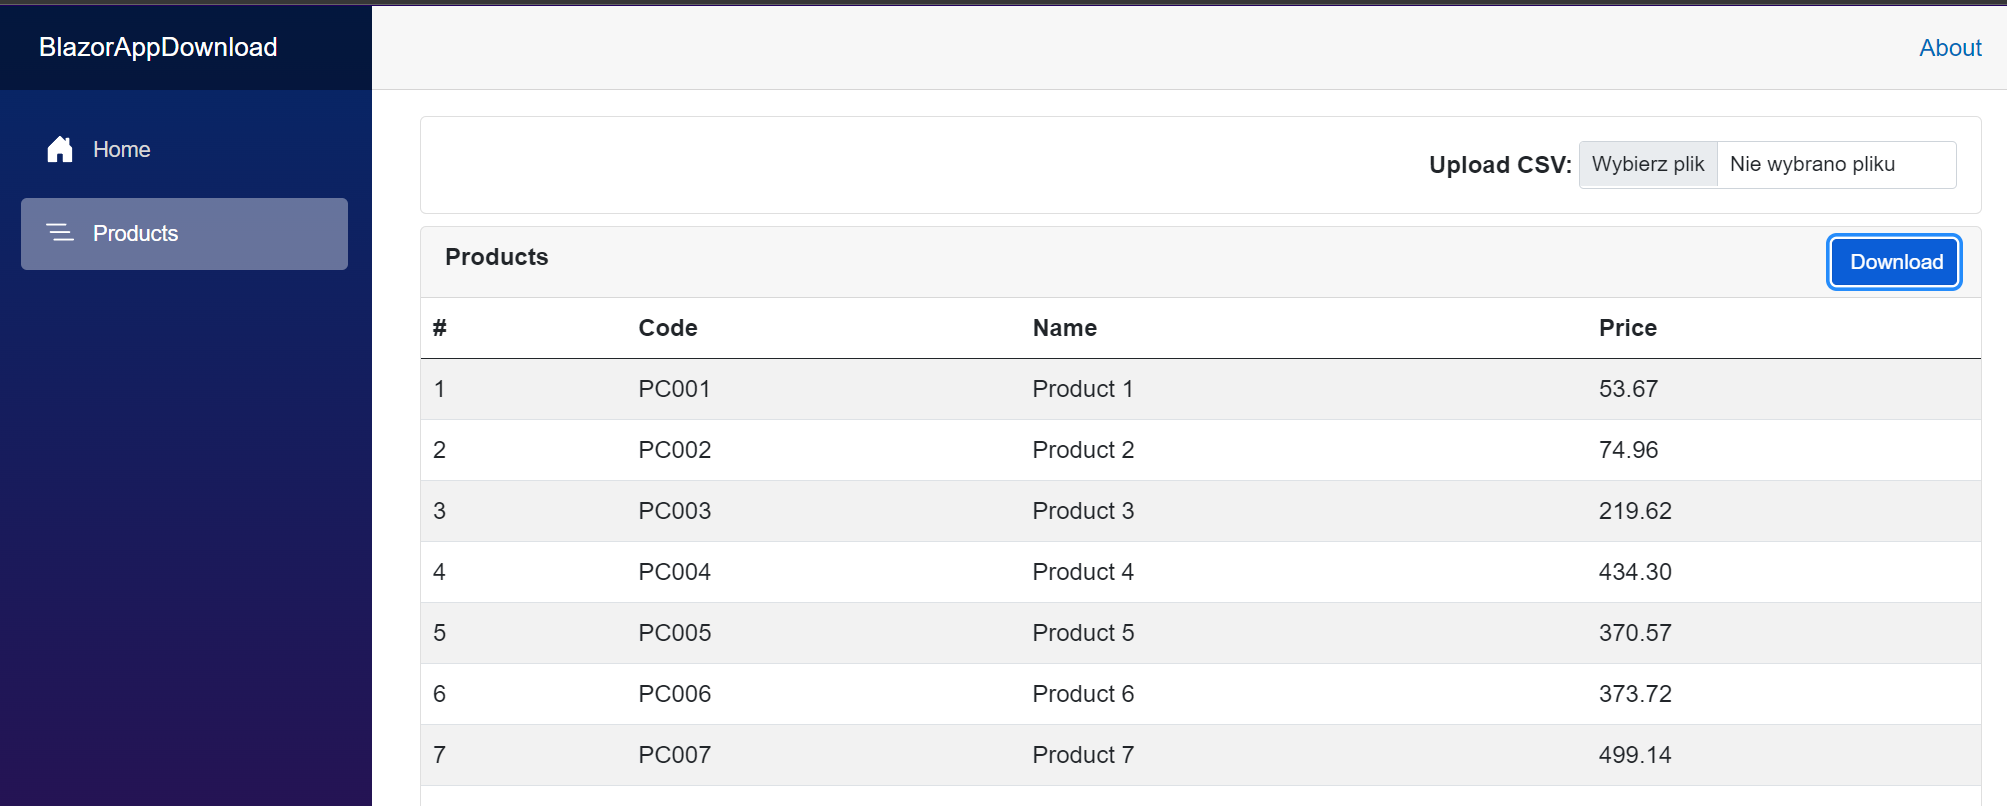 BlazorAppDownload
About
Home
Products
Upload CSV: Wybierz plik Nie wybrano pliku
Products
Download
# Code Name Price
1 PC001 Product 1 53.67
2 PC002 Product 2 74.96
3 PC003 Product 3 219.62
4 PC004 Product 4 434.30
5 PC005 Product 5 370.57
6 PC006 Product 6 373.72
7 PC007 Product 7 499.14